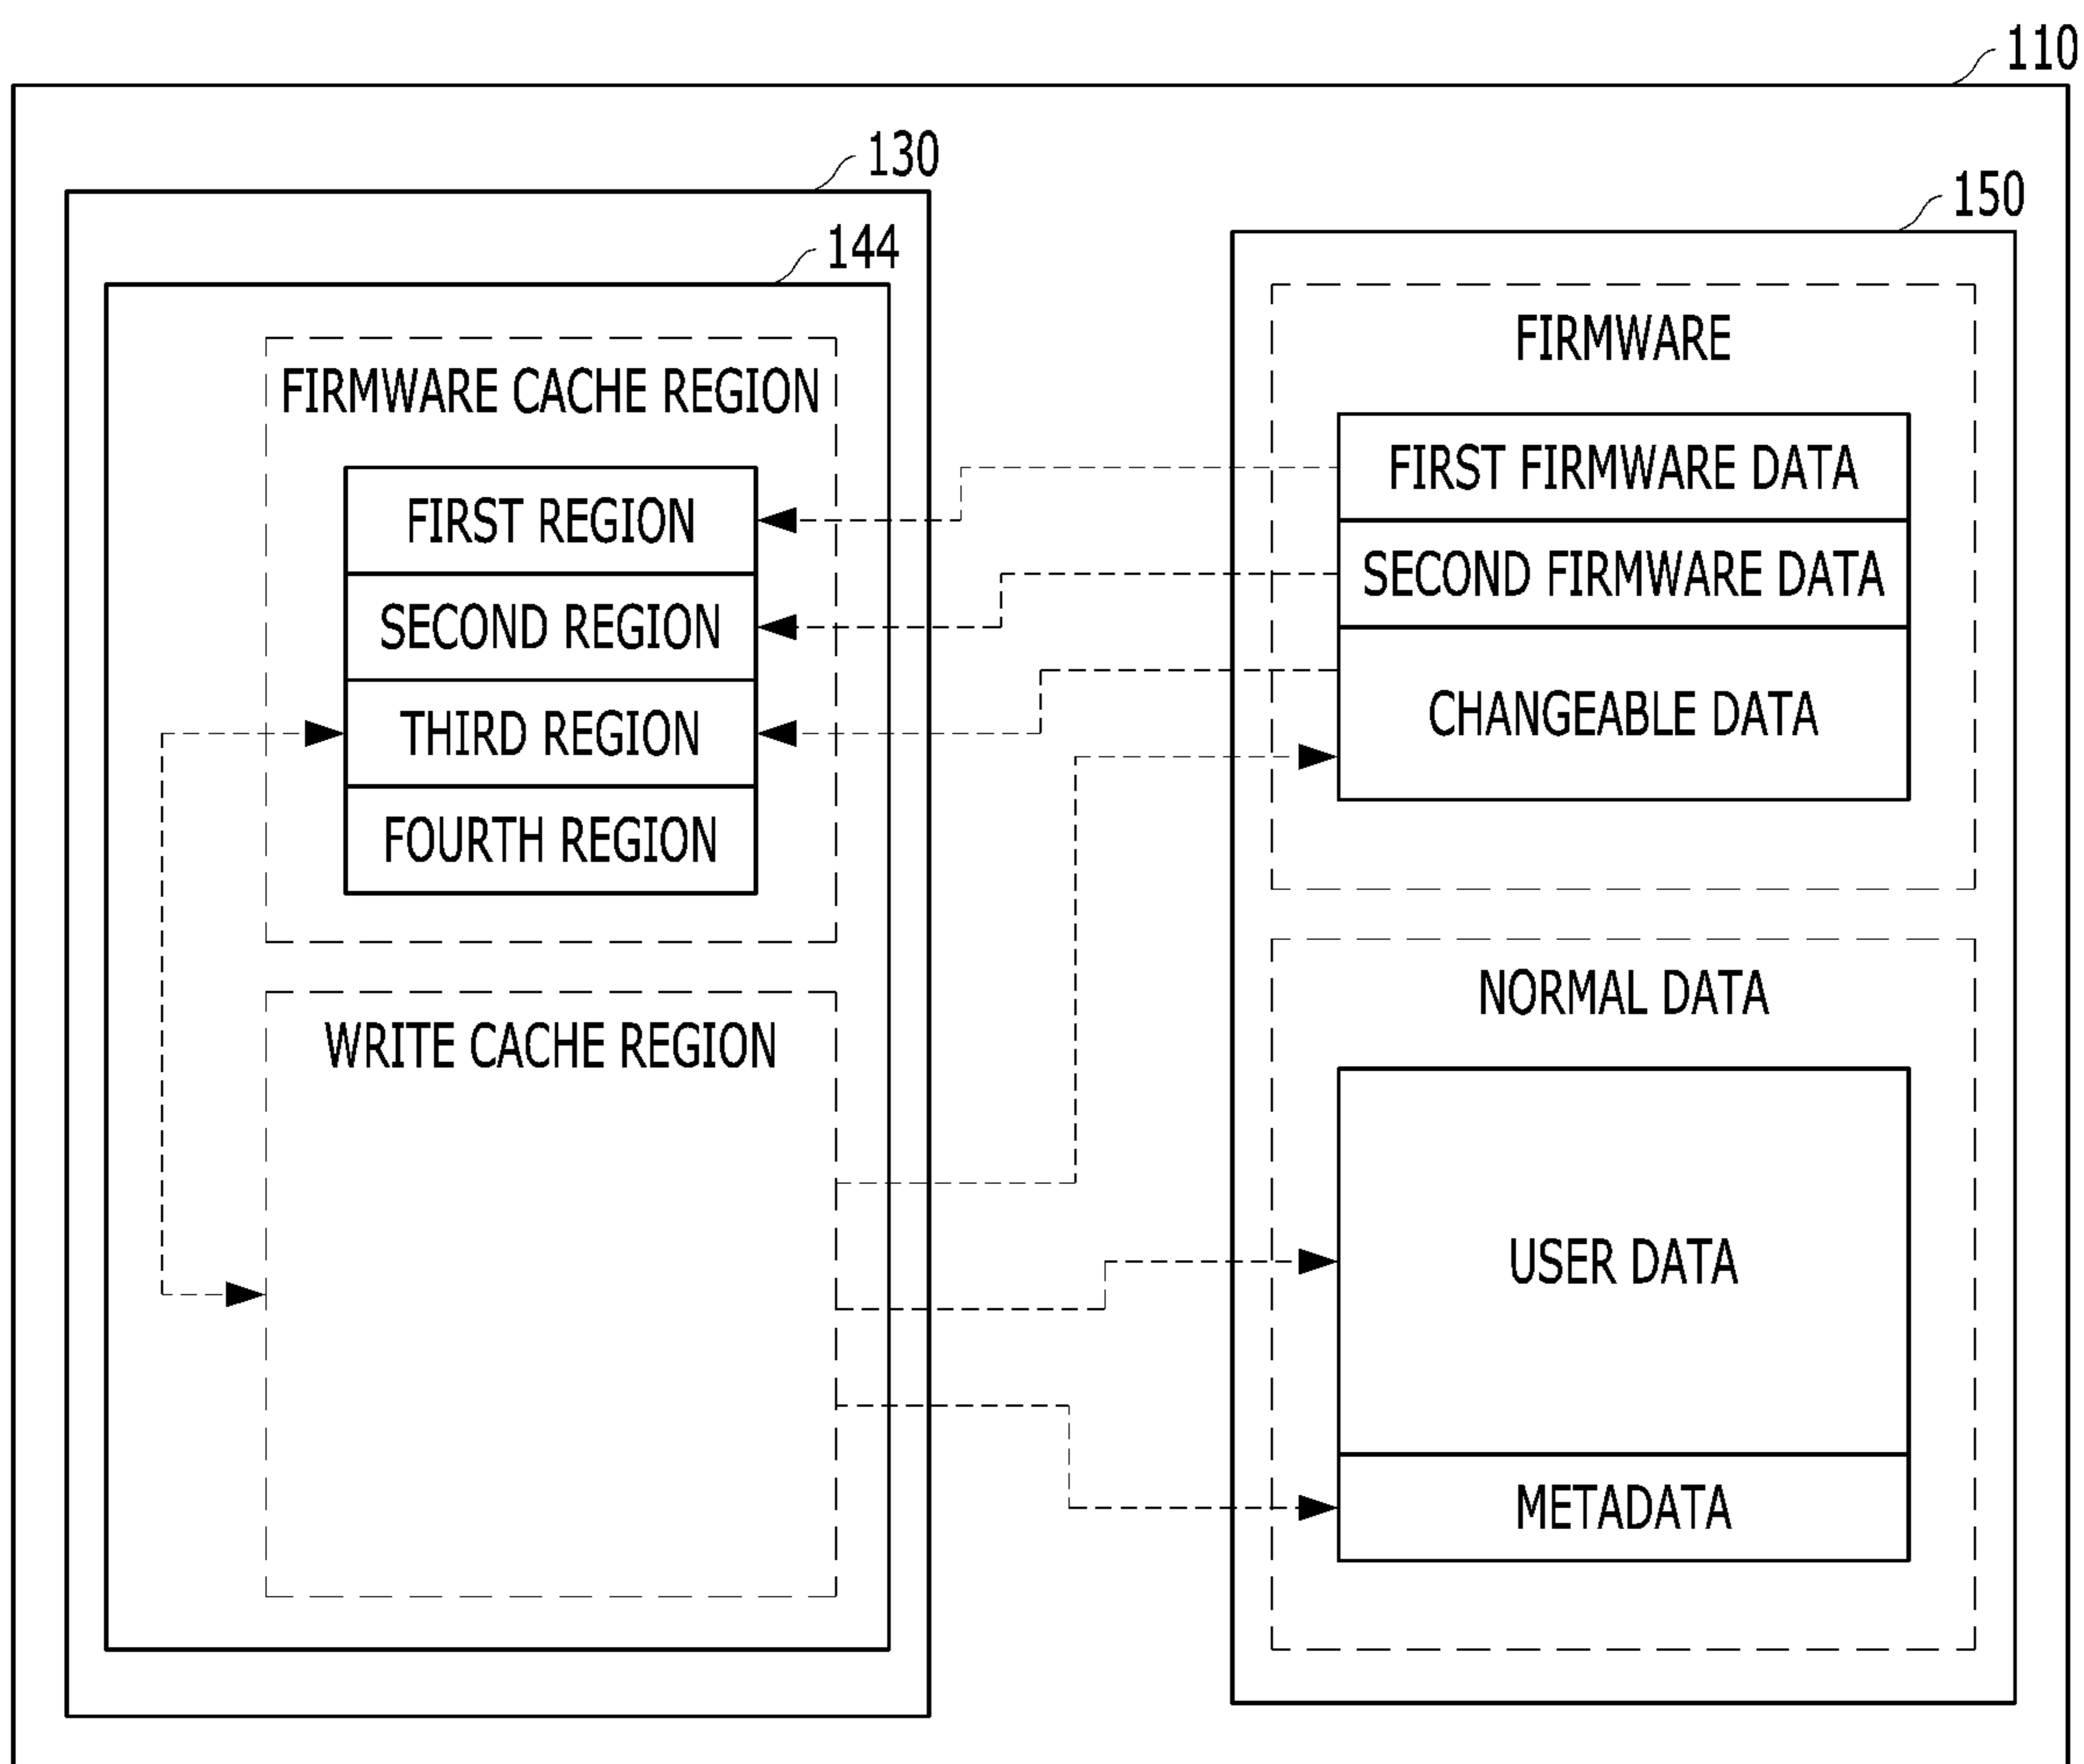 110
130
144
FIRMWARE CACHE REGION
FIRST REGION
SECOND REGION
THIRD REGION
FOURTH REGION
WRITE CACHE REGION
150
FIRMWARE
FIRST FIRMWARE DATA
SECOND FIRMWARE DATA
CHANGEABLE DATA
NORMAL DATA
USER DATA
METADATA